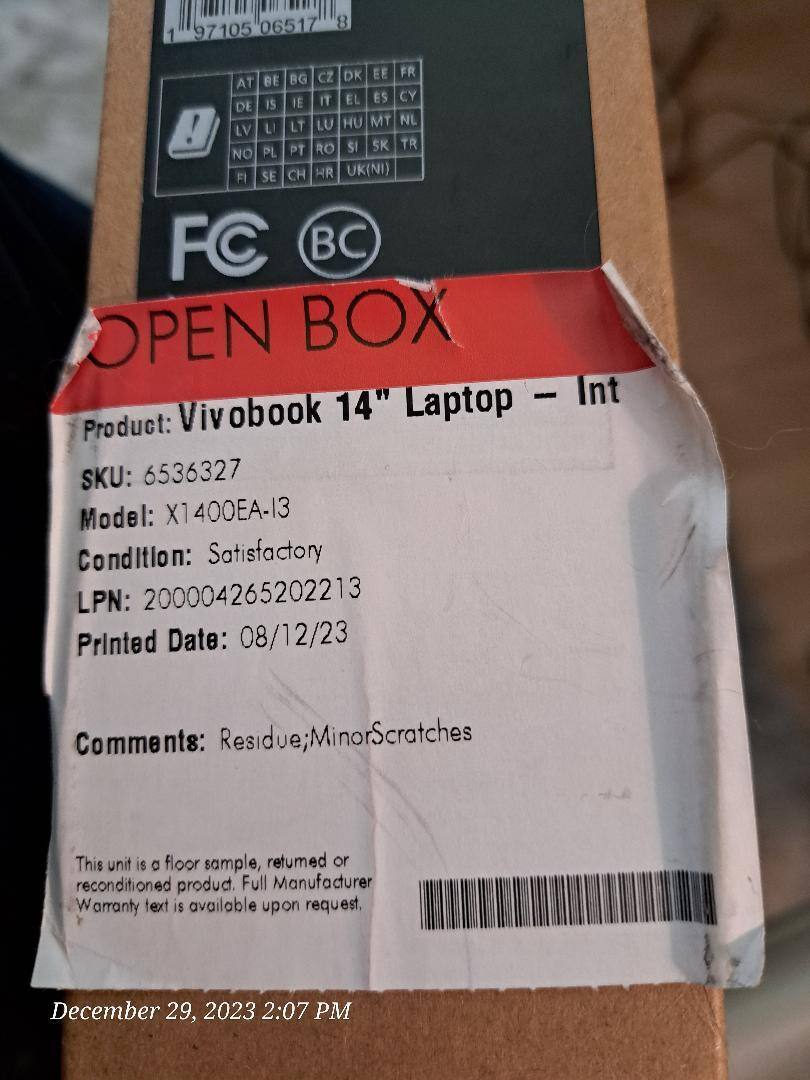 1 97105 06517 8
AT BE BG CZ DK EE FR
DE IS IE IT EL ES CY
LV LI LT LU HU MT NL
NO PL PT RO SI SK TR
FI SE CH HR UK(NI)
FC BC
OPEN BOX
Product: Vivobook 14" Laptop – Int
SKU: 6536327
Model: X1400EA-I3
Condition: Satisfactory
LPN: 200004265202213
Printed Date: 08/12/23
Comments: Residue;MinorScratches
This unit is a floor sample, returned or
reconditioned product. Full Manufacturer
Warranty text is available upon request.
December 29, 2023 2:07 PM